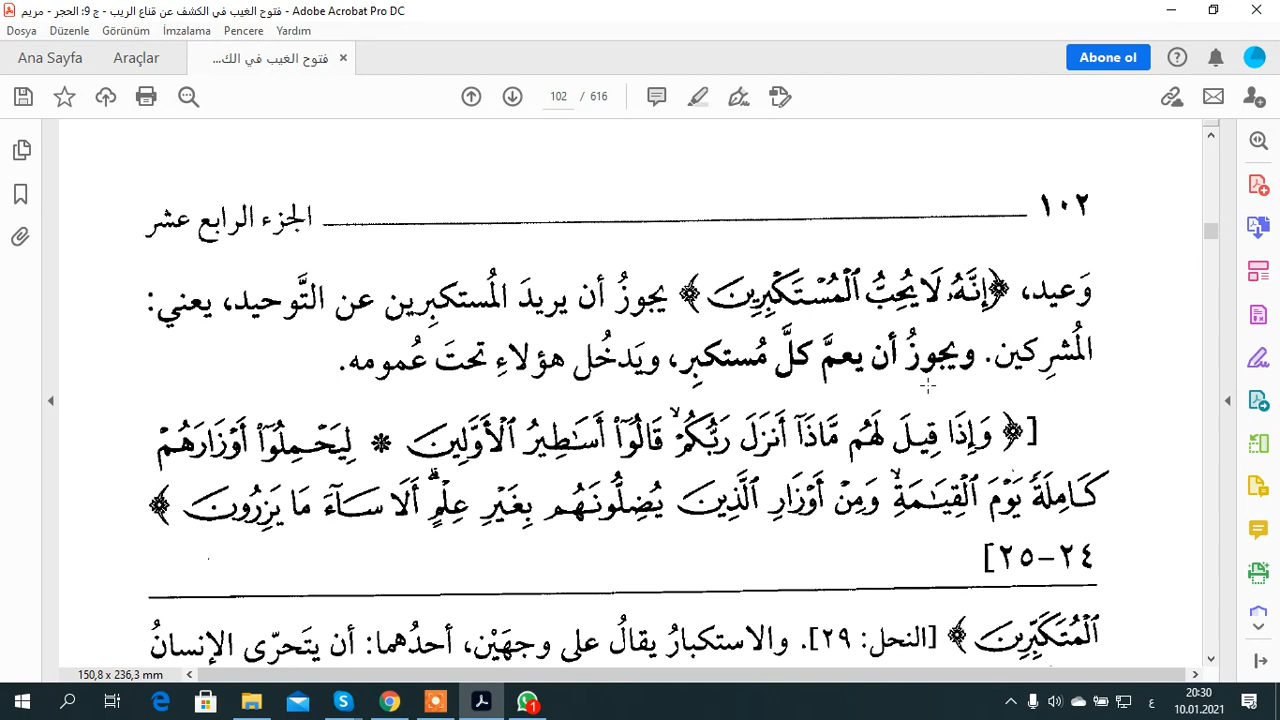 فتوح الغيب في الكشف عن قناع الريب - ج 9: الحجر - مريم - Adobe Acrobat Pro DC
Dosya Düzenle Görünüm İmzalama Pencere Yardım
Ana Sayfa Araçlar فتوح الغيب في الك... × Abone ol
102 / 616
١٠٢ الجزء الرابع عشر
وَعيد، ﴿إِنَّهُ لَا يُحِبُّ الْمُسْتَكْبِرِينَ﴾ يجوزُ أن يريدَ المُستكبِرين عن التَّوحيد، يعني:
المُشرِكين. ويجوزُ أن يعمَّ كلَّ مُستكبِر، ويَدخُل هؤلاءِ تحتَ عُمومه.
[﴿وَإِذَا قِيلَ لَهُم مَّاذَآ أَنزَلَ رَبُّكُمْ ۙ قَالُوٓا۟ أَسَٰطِيرُ ٱلْأَوَّلِينَ * لِيَحْمِلُوٓا۟ أَوْزَارَهُمْ
كَامِلَةً يَوْمَ ٱلْقِيَٰمَةِ ۙ وَمِنْ أَوْزَارِ ٱلَّذِينَ يُضِلُّونَهُم بِغَيْرِ عِلْمٍ ۗ أَلَا سَآءَ مَا يَزِرُونَ﴾
٢٤-٢٥]
ٱلْمُتَكَبِّرِينَ﴾ [النحل: ٢٩]. والاستكبارُ يقالُ على وجهَيْن، أحدُهما: أن يتَحرّى الإنسانُ
150,8 x 236,3 mm
1
ع
20:30
10.01.2021